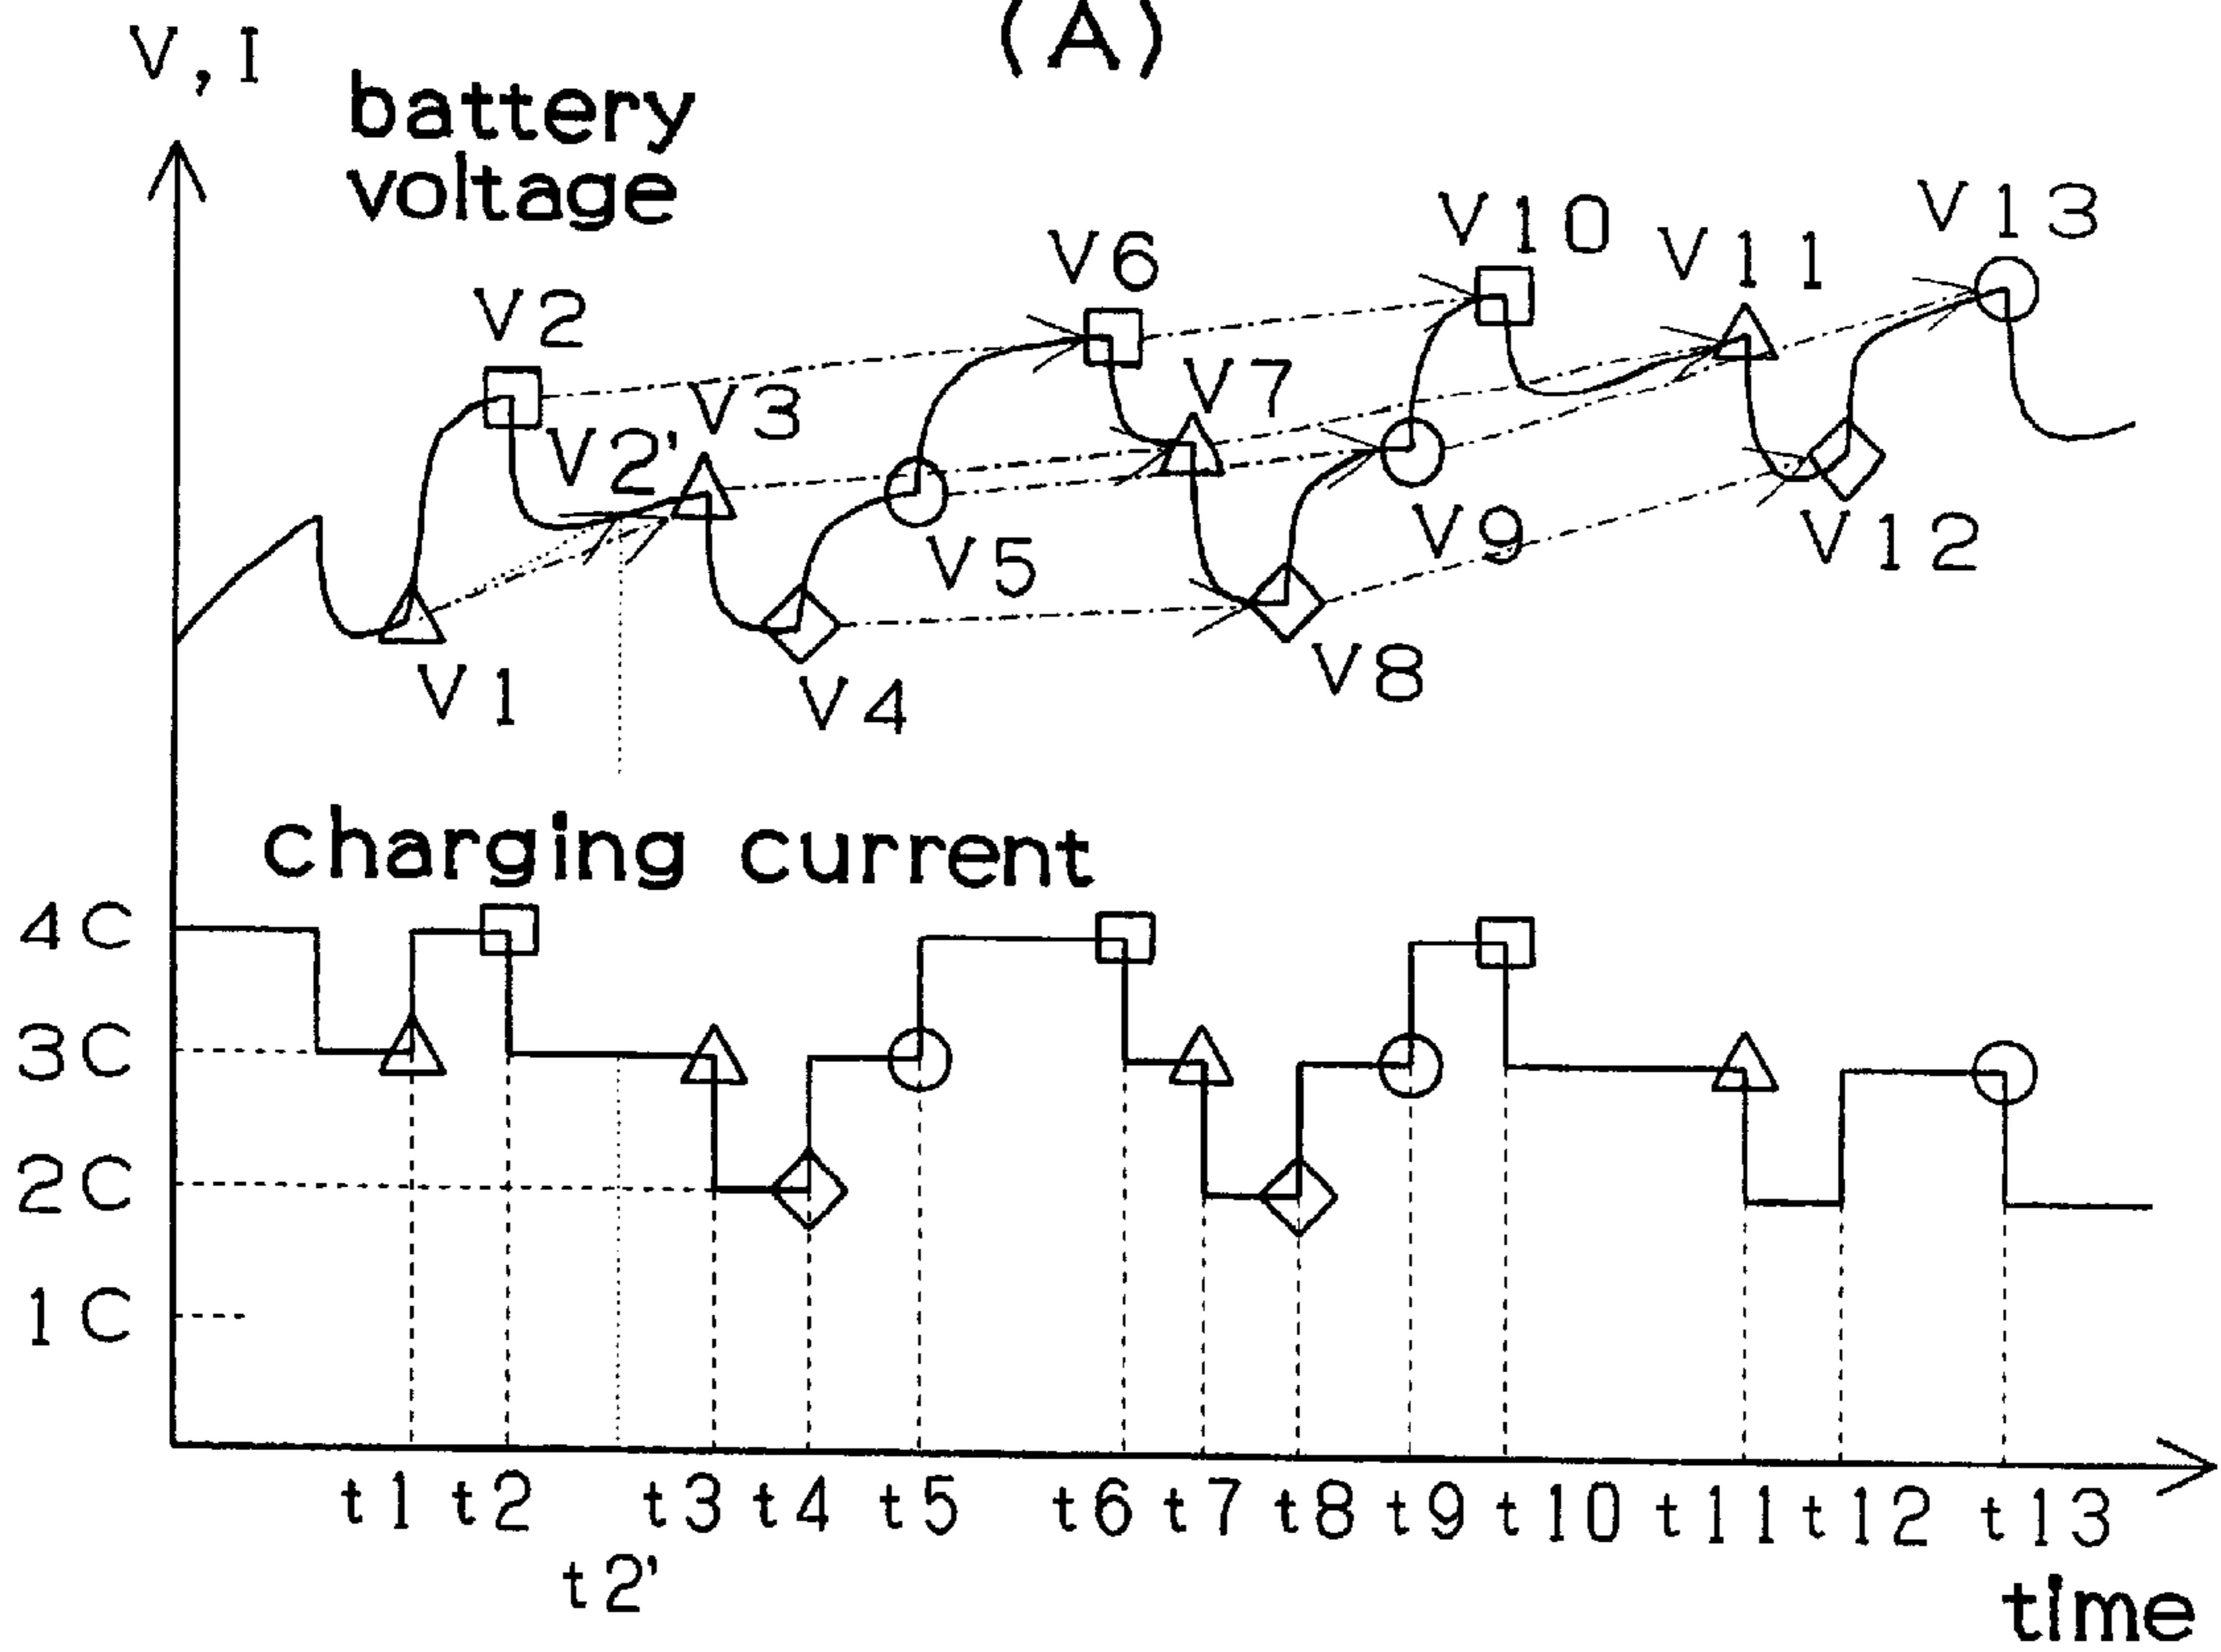 (A)
V, I
battery
voltage
V2
V2'
V3
V6
V7
V10
V11
V13
V1
V4
V5
V8
V9
V12
charging current
4C
3C
2C
1C
t1 t2 t3 t4 t5 t6 t7 t8 t9 t10 t11 t12 t13
t2'
time